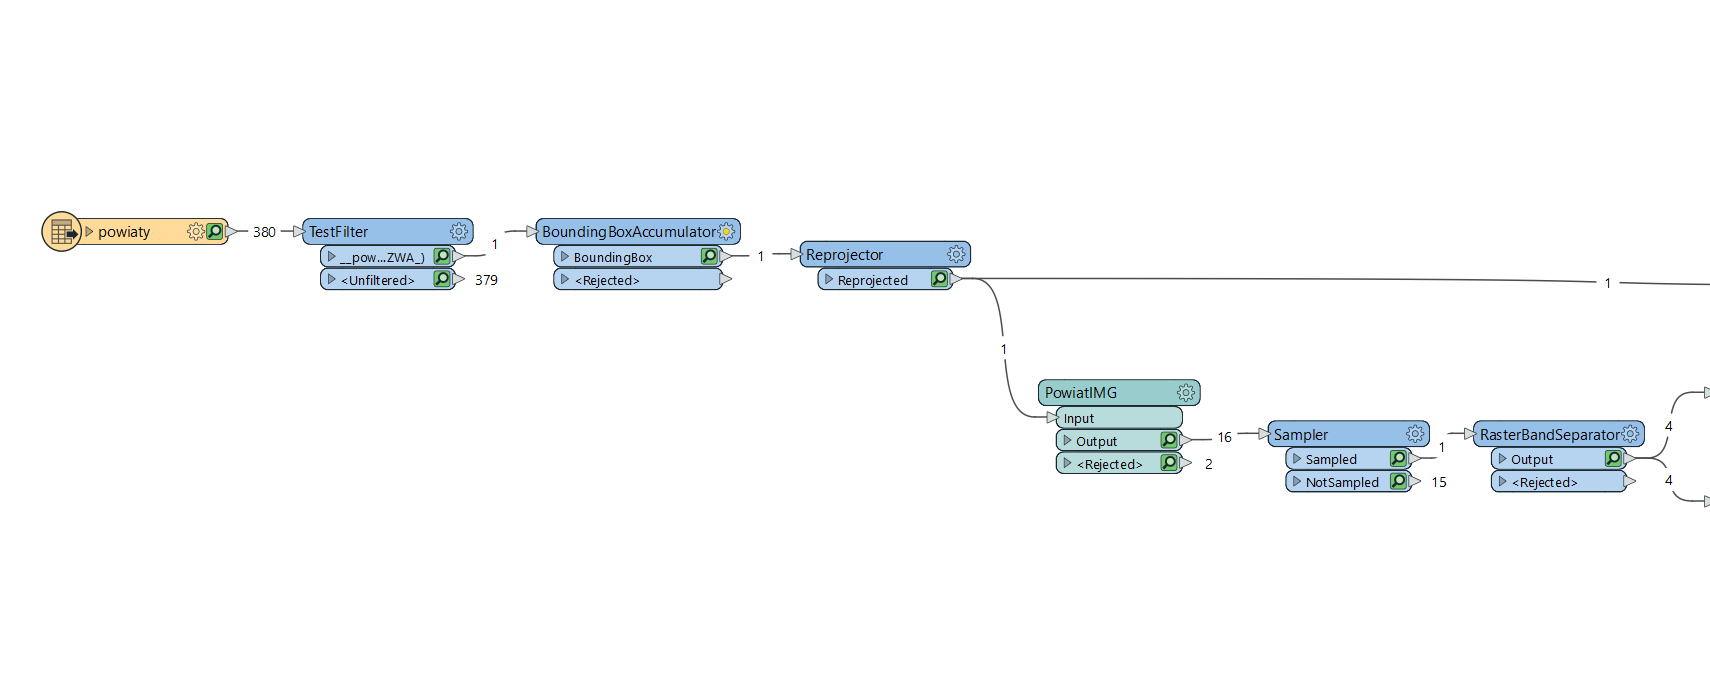 powiaty
380
TestFilter
__pow...ZWA_)
1
<Unfiltered>
379
BoundingBoxAccumulator
BoundingBox
1
<Rejected>
Reprojector
Reprojected
1
1
PowiatIMG
Input
Output
16
<Rejected>
2
Sampler
Sampled
1
NotSampled
15
RasterBandSeparator
Output
4
<Rejected>
4